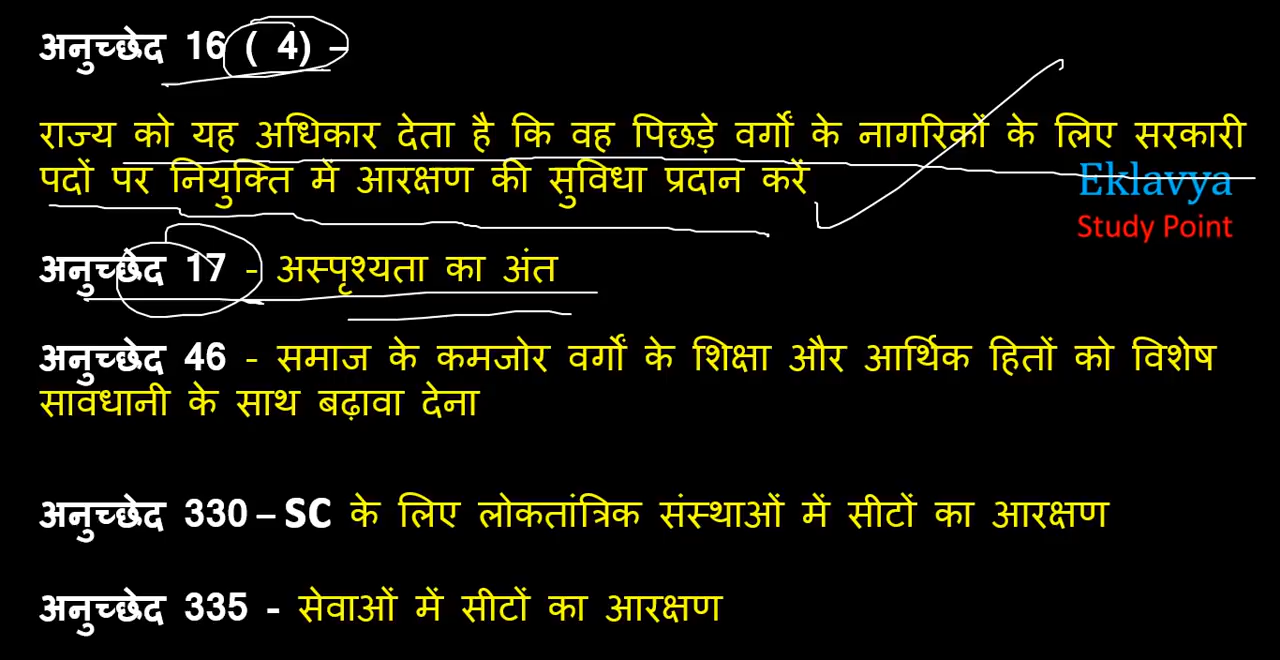 अनुच्छेद 16 ( 4) –
राज्य को यह अधिकार देता है कि वह पिछड़े वर्गों के नागरिकों के लिए सरकारी
पदों पर नियुक्ति में आरक्षण की सुविधा प्रदान करें
Eklavya
Study Point
अनुच्छेद 17 - अस्पृश्यता का अंत
अनुच्छेद 46 - समाज के कमजोर वर्गों के शिक्षा और आर्थिक हितों को विशेष
सावधानी के साथ बढ़ावा देना
अनुच्छेद 330 – SC के लिए लोकतांत्रिक संस्थाओं में सीटों का आरक्षण
अनुच्छेद 335 - सेवाओं में सीटों का आरक्षण